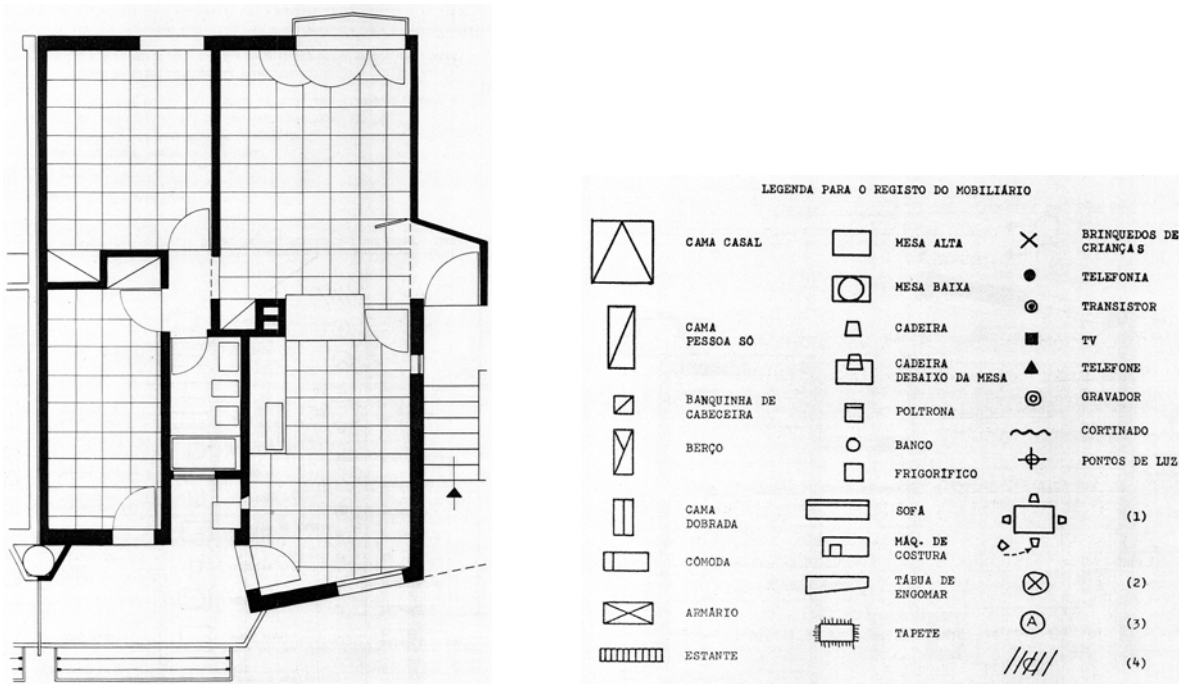 LEGENDA PARA O REGISTO DO MOBILIÁRIO
CAMA CASAL
CAMA
PESSOA SÔ
BANQUINHA DE
CABECEIRA
BERÇO
CAMA
DOBRADA
CÔMODA
ARMÁRIO
ESTANTE
MESA ALTA
MESA BAIXA
CADEIRA
CADEIRA
DEBAIXO DA MESA
POLTRONA
BANCO
FRIGORÍFICO
SOFÁ
MÁQ. DE
COSTURA
TÁBUA DE
ENGOMAR
TAPETE
BRINQUEDOS DE
CRIANÇAS
TELEFONIA
TRANSISTOR
TV
TELEFONE
GRAVADOR
CORTINADO
PONTOS DE LUZ
(1)
(2)
A (3)
(4)